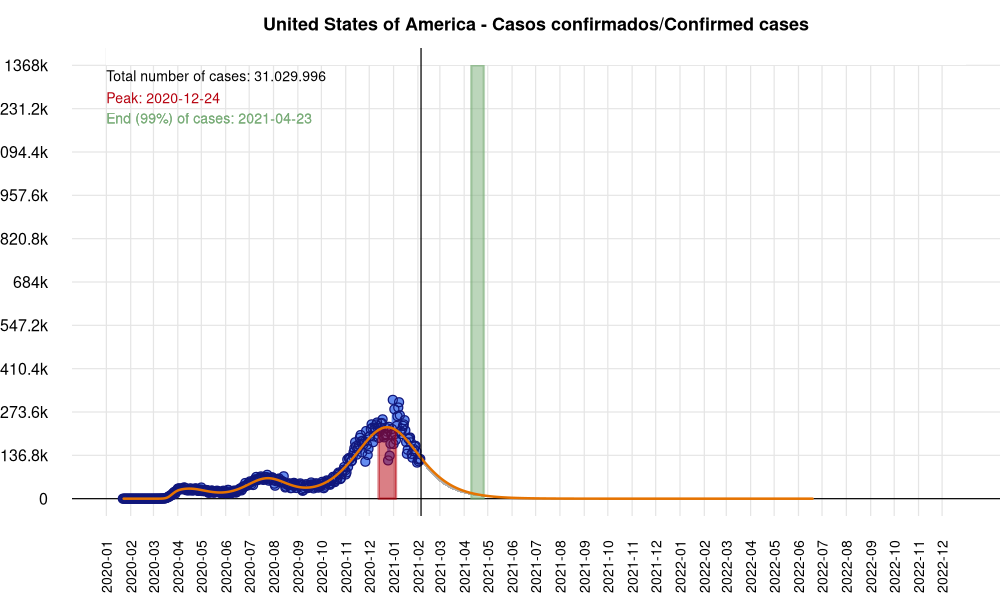 United States of America - Casos confirmados/Confirmed cases
Total number of cases: 31.029.996
Peak: 2020-12-24
End (99%) of cases: 2021-04-23
1368k
231.2k
094.4k
957.6k
820.8k
684k
547.2k
410.4k
273.6k
136.8k
0
2020-01
2020-02
2020-03
2020-04
2020-05
2020-06
2020-07
2020-08
2020-09
2020-10
2020-11
2020-12
2021-01
2021-02
2021-03
2021-04
2021-05
2021-06
2021-07
2021-08
2021-09
2021-10
2021-11
2021-12
2022-01
2022-02
2022-03
2022-04
2022-05
2022-06
2022-07
2022-08
2022-09
2022-10
2022-11
2022-12